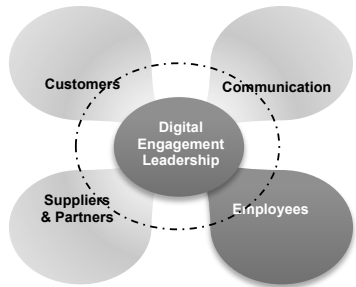 Customers
Communication
Digital
Engagement
Leadership
Suppliers
& Partners
Employees